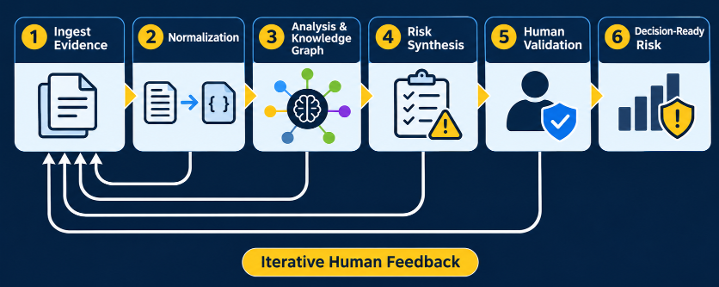 1 Ingest
Evidence
2 Normalization
3 Analysis &
Knowledge
Graph
4 Risk
Synthesis
5 Human
Validation
6 Decision-Ready
Risk
{ }
Iterative Human Feedback